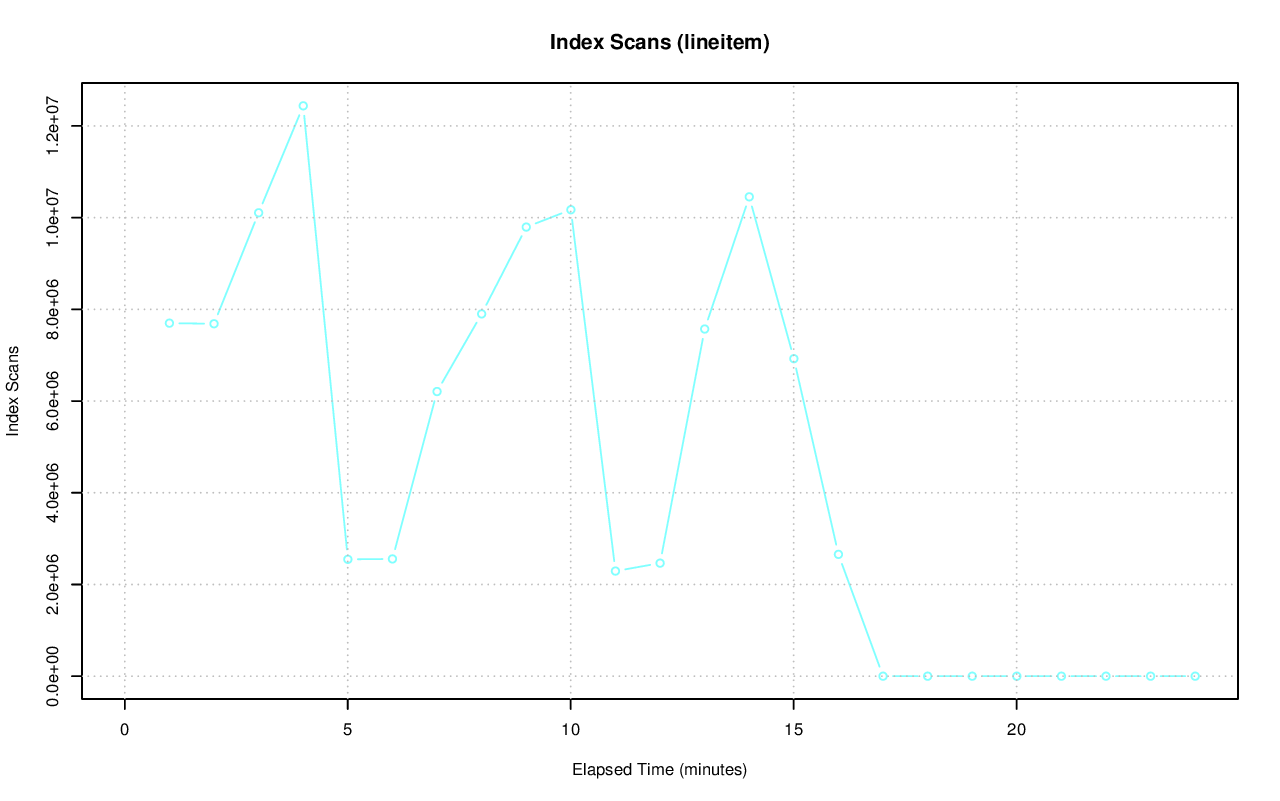 Index Scans (lineitem)
Index Scans
1.2e+07
1.0e+07
8.0e+06
6.0e+06
4.0e+06
2.0e+06
0.0e+00
0 5 10 15 20
Elapsed Time (minutes)